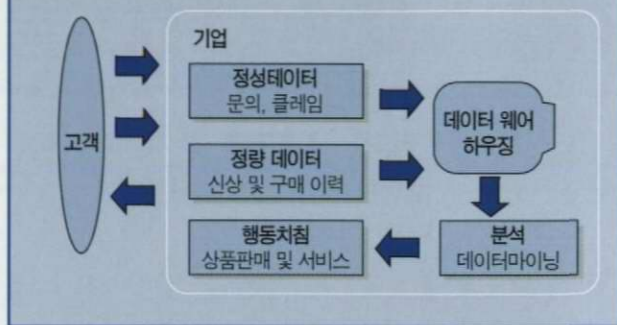 기업
고객
정성테이터
문의, 클레임
정량 데이터
신상 및 구매 이력
데이터 웨어
하우징
행동치침
상품판매 및 서비스
분석
데이터마이닝